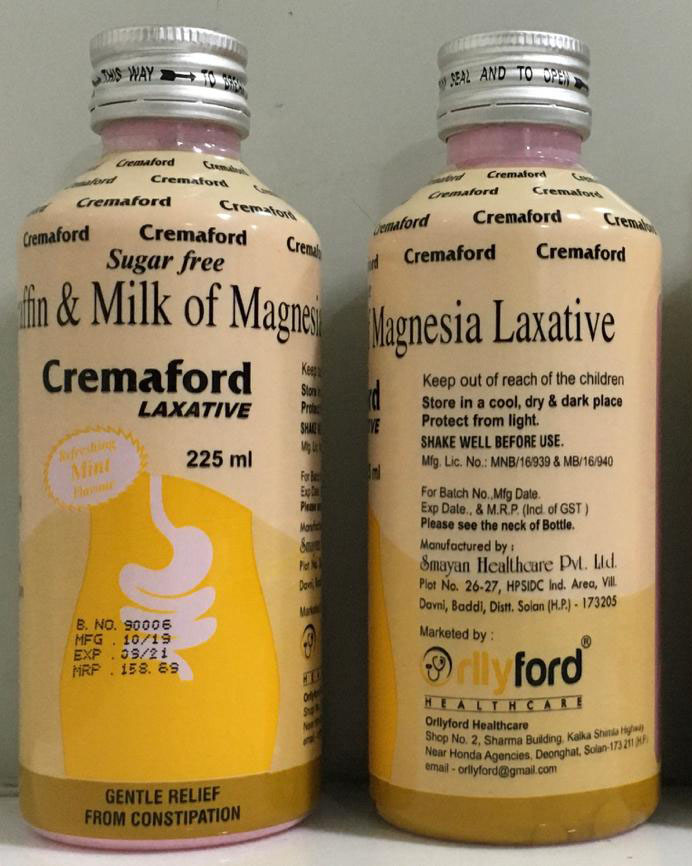 THIS WAY TO
Cremaford
Cremaford
Cremaford
Cremaford
Cremaford Cremaford
Sugar free
& Milk of
Cremaford
LAXATIVE
225 ml
Refreshing
Mint
Flavour
B. NO. 90006
MFG . 10/19
EXP . 09/21
MRP . 158.69
GENTLE RELIEF
FROM CONSTIPATION
SEAL AND TO OPEN
Cremaford
Cremaford Cremaford
Cremaford
Cremaford Cremaford
Magnesia Laxative
Keep out of reach of the children
Store in a cool, dry & dark place
Protect from light.
SHAKE WELL BEFORE USE.
Mfg. Lic. No.: MNB/16/939 & MB/16/940
For Batch No.,Mfg Date.
Exp Date., & M.R.P. (Incl. of GST )
Please see the neck of Bottle.
Manufactured by :
Smayan Healthcare Pvt. Ltd.
Plot No. 26-27, HPSIDC Ind. Area, Vill.
Davni, Baddi, Distt. Solan (H.P.) - 173205
Marketed by :
Orllyford®
HEALTHCARE
Orllyford Healthcare
Shop No. 2, Sharma Building, Kalka Shimla Highway
Near Honda Agencies, Deonghat, Solan-173 211 (H.P.)
email - orllyford@gmail.com